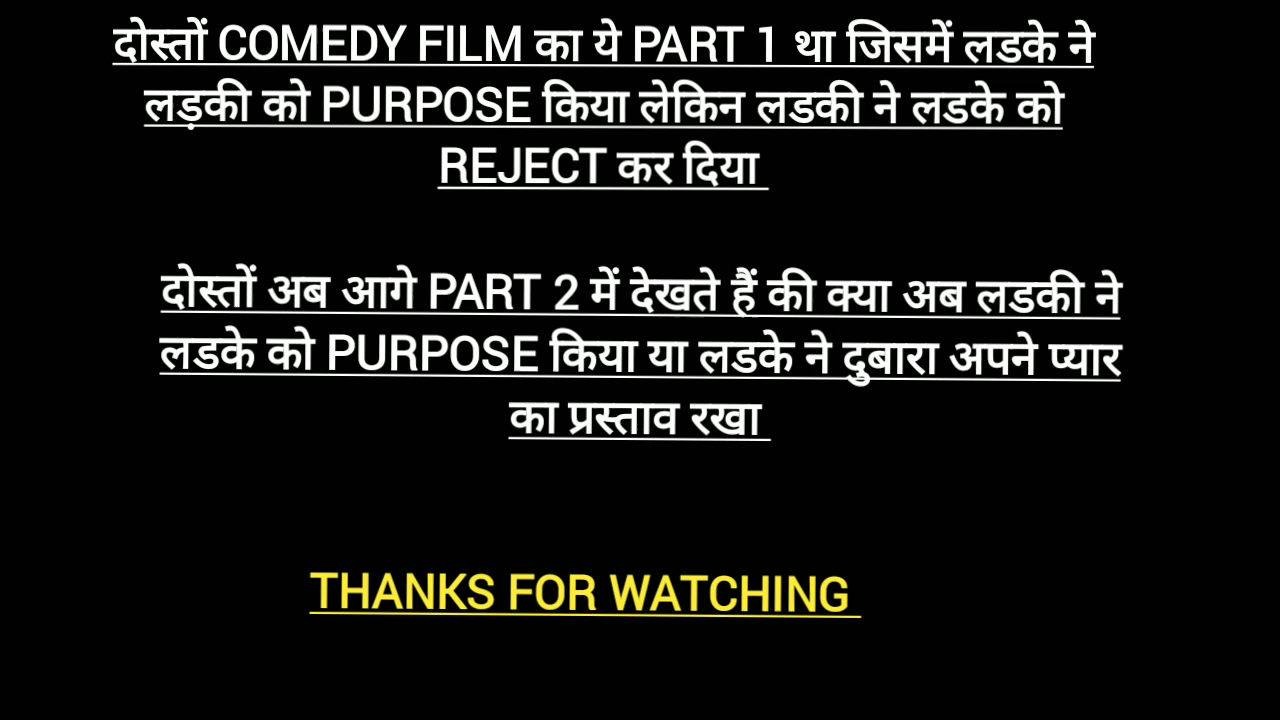 दोस्तों COMEDY FILM का ये PART 1 था जिसमें लडके ने
लड़की को PURPOSE किया लेकिन लडकी ने लडके को
REJECT कर दिया
दोस्तों अब आगे PART 2 में देखते हैं की क्या अब लडकी ने
लडके को PURPOSE किया या लडके ने दुबारा अपने प्यार
का प्रस्ताव रखा
THANKS FOR WATCHING